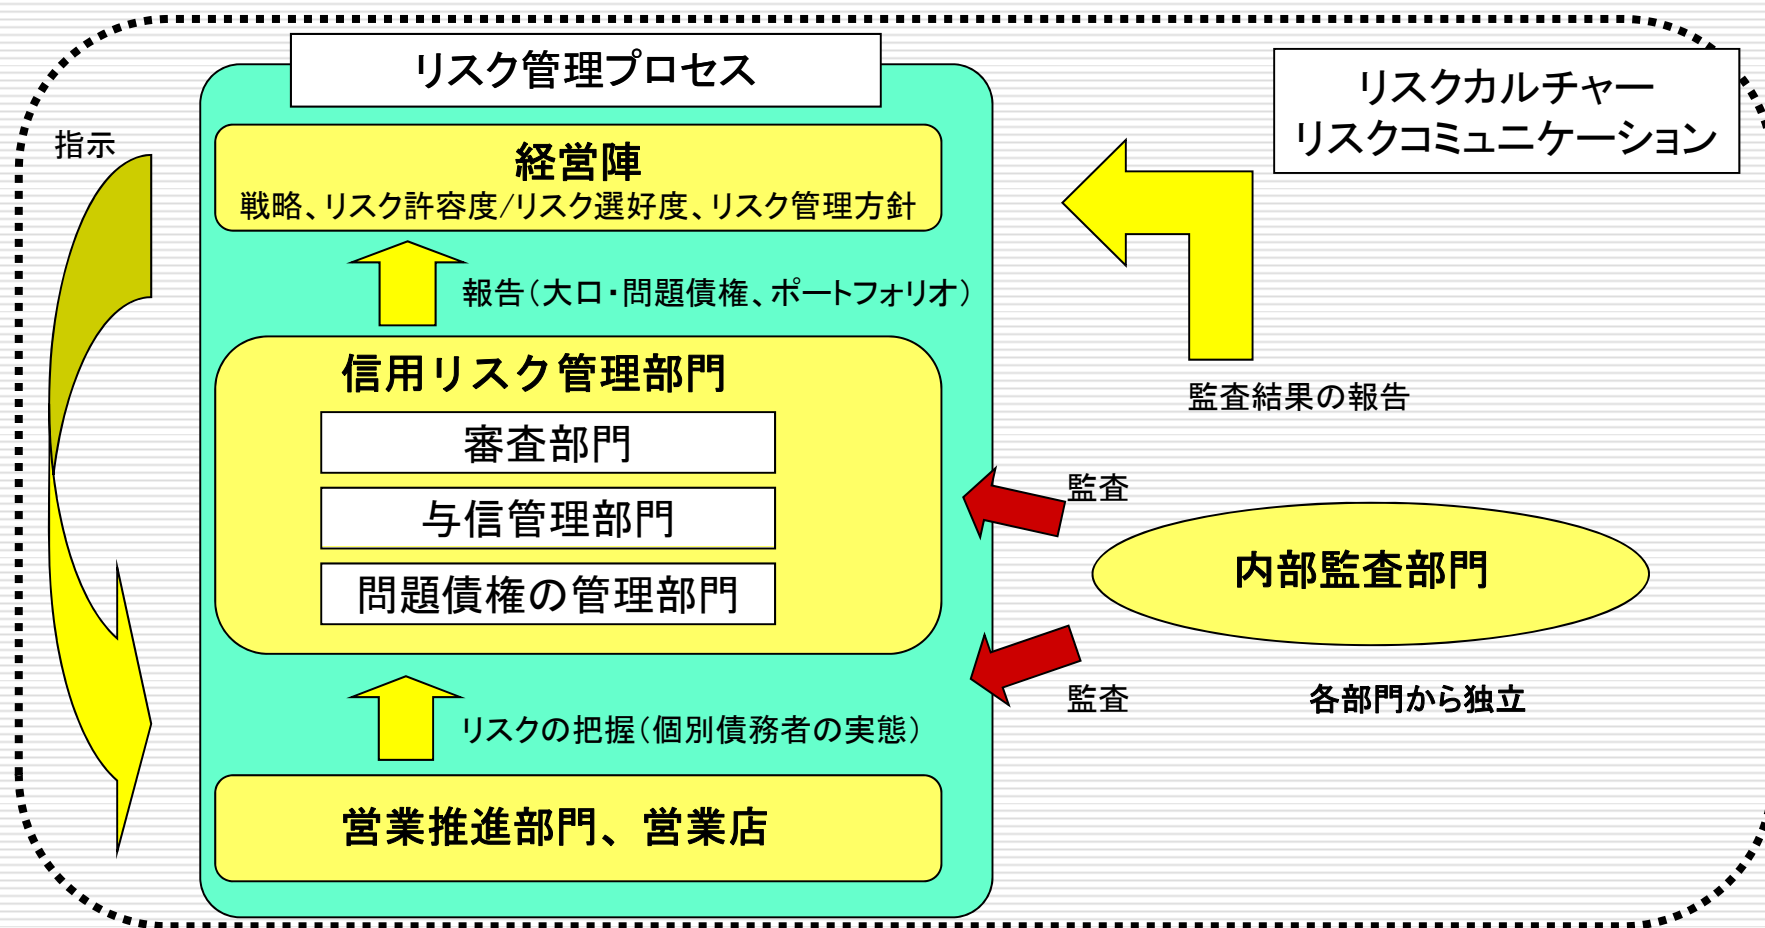 リスク管理プロセス
リスクカルチャー
リスクコミュニケーション
指示
経営陣
戦略、リスク許容度/リスク選好度、リスク管理方針
報告(大口・問題債権、ポートフォリオ)
信用リスク管理部門
審査部門
与信管理部門
問題債権の管理部門
リスクの把握(個別債務者の実態)
営業推進部門、営業店
監査結果の報告
監査
内部監査部門
監査
各部門から独立